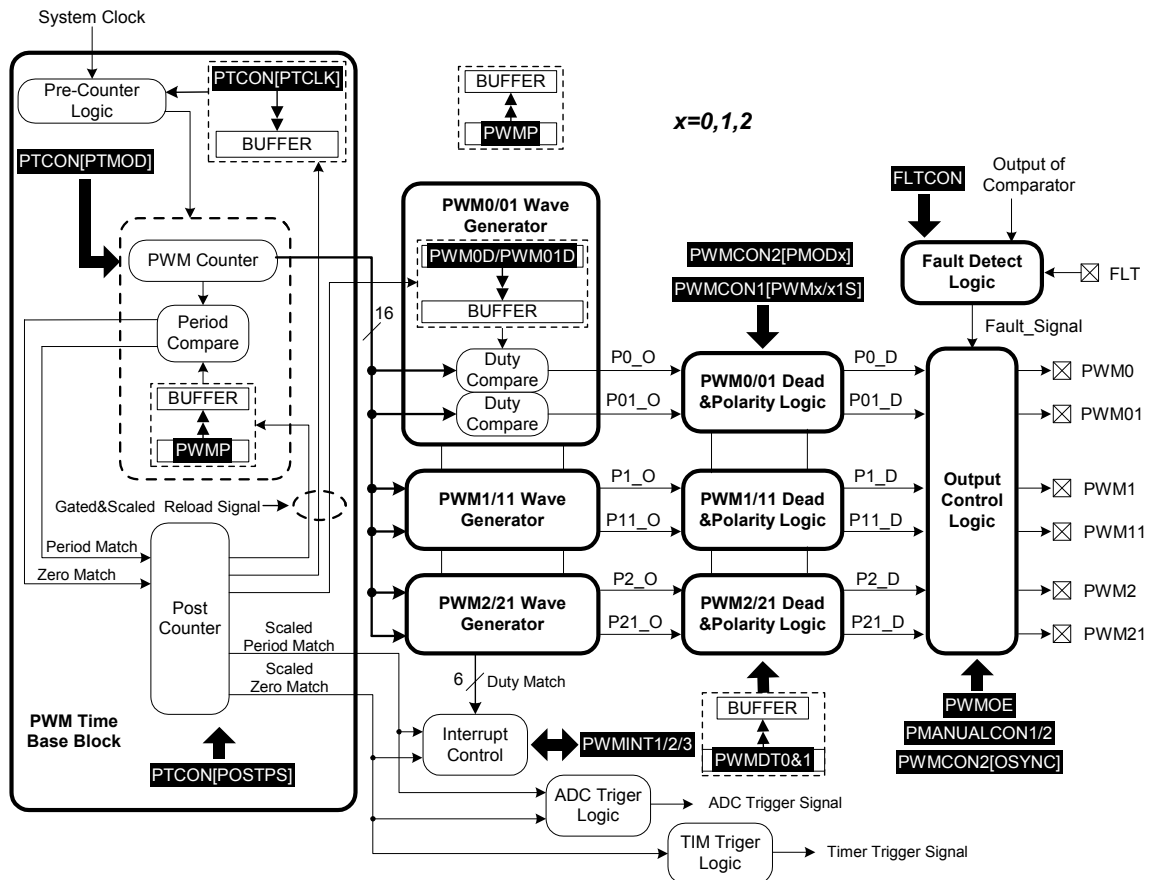 System Clock
Pre-Counter
Logic
PTCON[PTCLK]
BUFFER
PTCON[PTMOD]
PWM Counter
Period
Compare
BUFFER
PWMP
Gated&Scaled Reload Signal
Period Match
Zero Match
Post
Counter
Scaled
Period Match
Scaled
Zero Match
PWM Time
Base Block
PTCON[POSTPS]
BUFFER
PWMP
x=0,1,2
PWM0/01 Wave
Generator
PWM0D/PWM01D
BUFFER
16
Duty
Compare
Duty
Compare
PWM1/11 Wave
Generator
PWM2/21 Wave
Generator
6
Duty Match
Interrupt
Control
PWMINT1/2/3
ADC Triger
Logic
ADC Trigger Signal
TIM Triger
Logic
Timer Trigger Signal
P0_O
P01_O
P1_O
P11_O
P2_O
P21_O
PWMCON2[PMODx]
PWMCON1[PWMx/x1S]
PWM0/01 Dead
&Polarity Logic
PWM1/11 Dead
&Polarity Logic
PWM2/21 Dead
&Polarity Logic
BUFFER
PWMDT0&1
P0_D
P01_D
P1_D
P11_D
P2_D
P21_D
FLTCON
Output of
Comparator
Fault Detect
Logic
FLT
Fault_Signal
Output
Control
Logic
PWM0
PWM01
PWM1
PWM11
PWM2
PWM21
PWMOE
PMANUALCON1/2
PWMCON2[OSYNC]